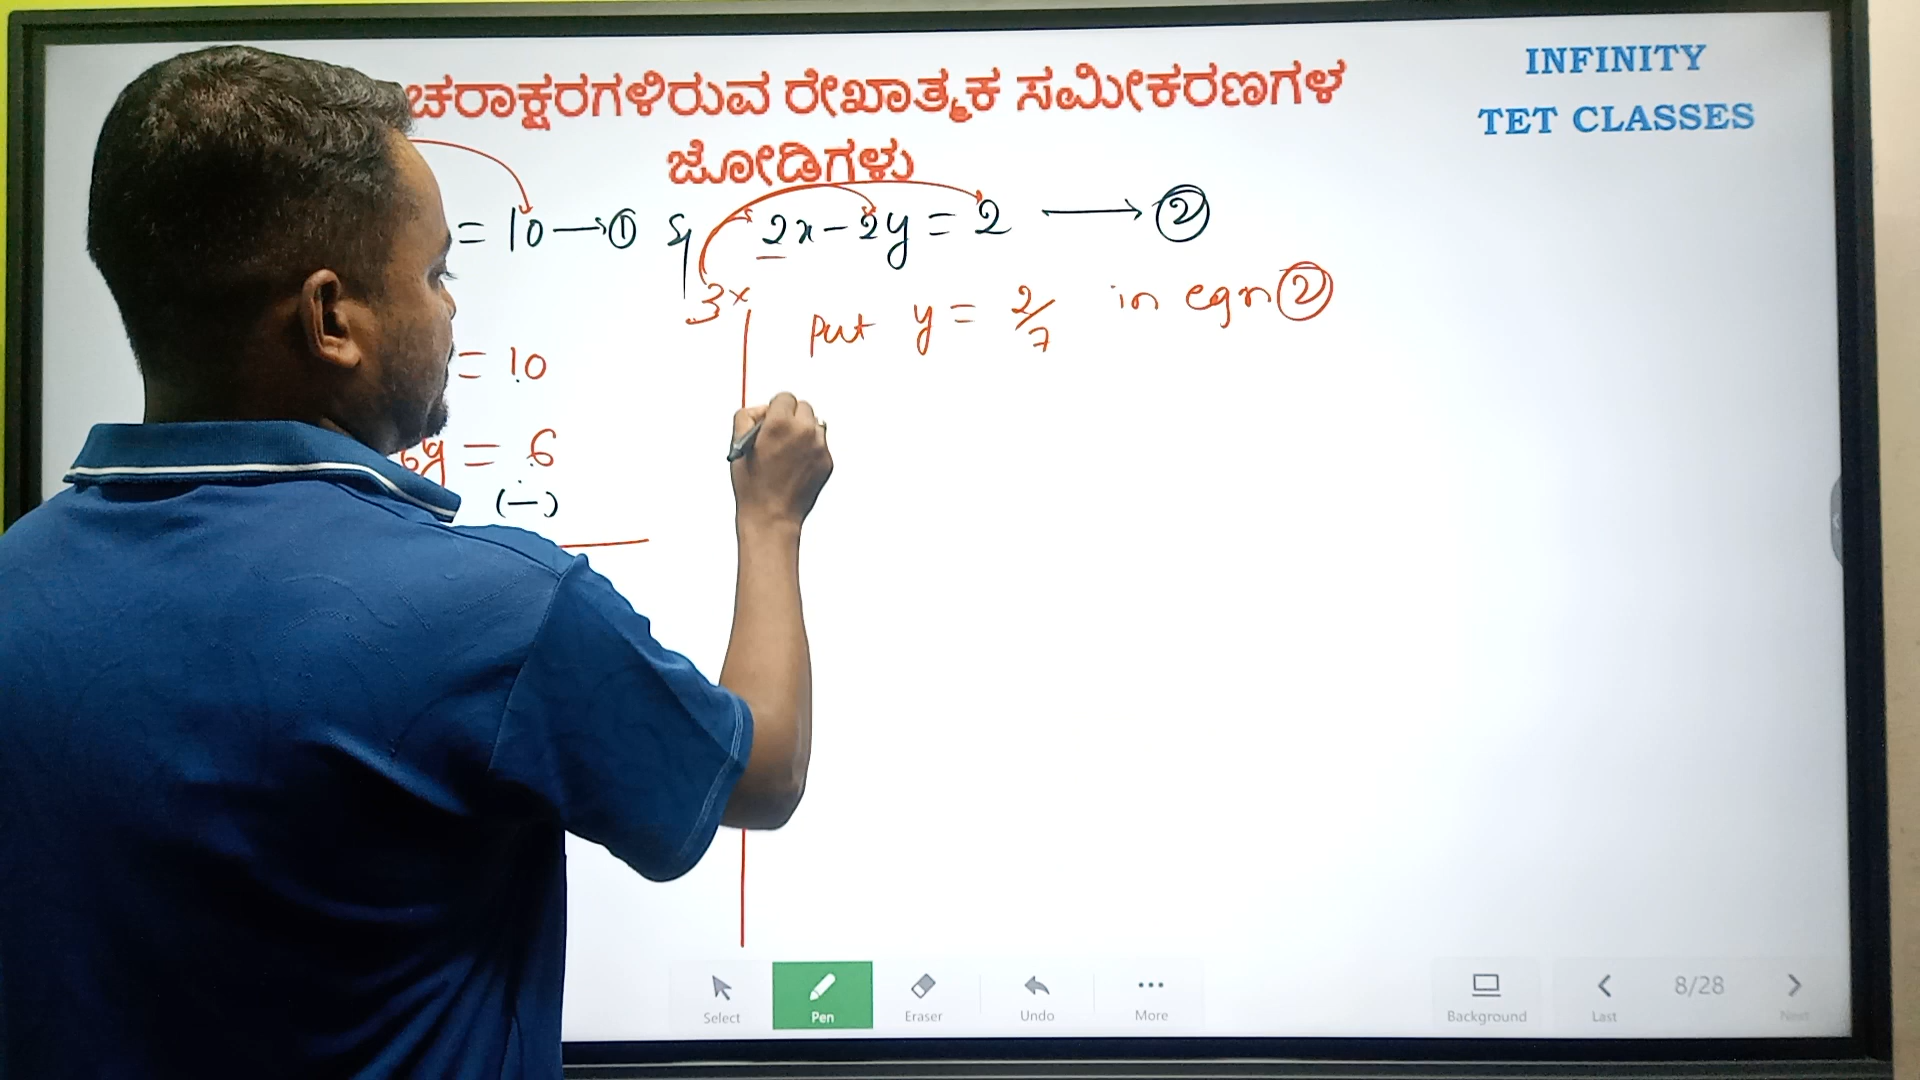 ಚರಾಕ್ಷರಗಳಿರುವ ರೇಖಾತ್ಮಕ ಸಮೀಕರಣಗಳ
ಜೋಡಿಗಳು
INFINITY
TET CLASSES
= 10 → ① & 2x - 2y = 2 → ②
3x
put y = 2/7 in eqn ②
= 10
6y = 6
(-)
Select
Pen
Eraser
Undo
More
Background
Last
8/28
Next